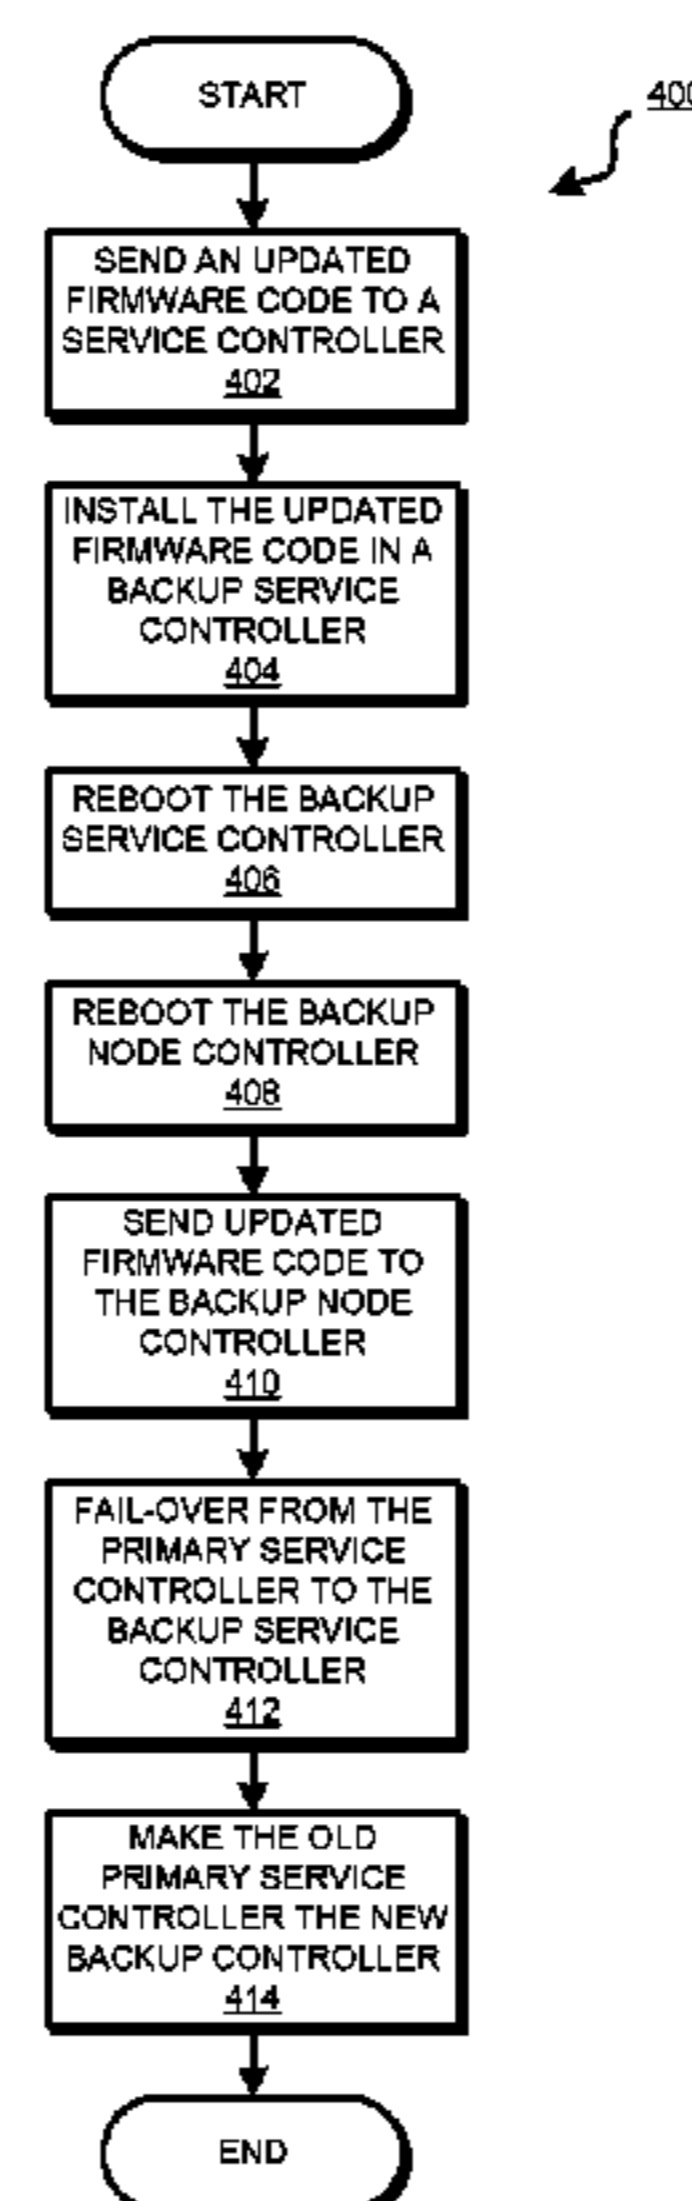 START
400
SEND AN UPDATED
FIRMWARE CODE TO A
SERVICE CONTROLLER
402
INSTALL THE UPDATED
FIRMWARE CODE IN A
BACKUP SERVICE
CONTROLLER
404
REBOOT THE BACKUP
SERVICE CONTROLLER
406
REBOOT THE BACKUP
NODE CONTROLLER
408
SEND UPDATED
FIRMWARE CODE TO
THE BACKUP NODE
CONTROLLER
410
FAIL-OVER FROM THE
PRIMARY SERVICE
CONTROLLER TO THE
BACKUP SERVICE
CONTROLLER
412
MAKE THE OLD
PRIMARY SERVICE
CONTROLLER THE NEW
BACKUP CONTROLLER
414
END